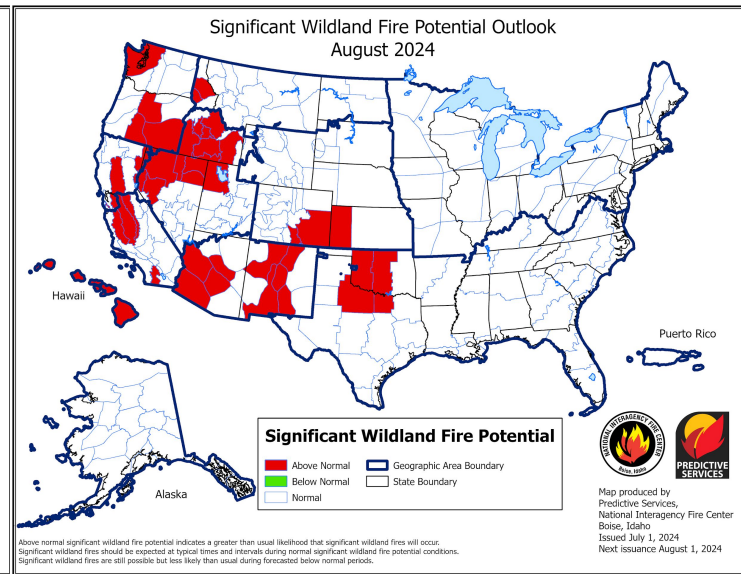 Significant Wildland Fire Potential Outlook
August 2024
Hawaii
Puerto Rico
Alaska
Significant Wildland Fire Potential
Above Normal
Below Normal
Normal
Geographic Area Boundary
State Boundary
NATIONAL INTERAGENCY FIRE CENTER
Boise, Idaho
PREDICTIVE
SERVICES
Map produced by
Predictive Services,
National Interagency Fire Center
Boise, Idaho
Issued July 1, 2024
Next issuance August 1, 2024
Above normal significant wildland fire potential indicates a greater than usual likelihood that significant wildland fires will occur.
Significant wildland fires should be expected at typical times and intervals during normal significant wildland fire potential conditions.
Significant wildland fires are still possible but less likely than usual during forecasted below normal periods.